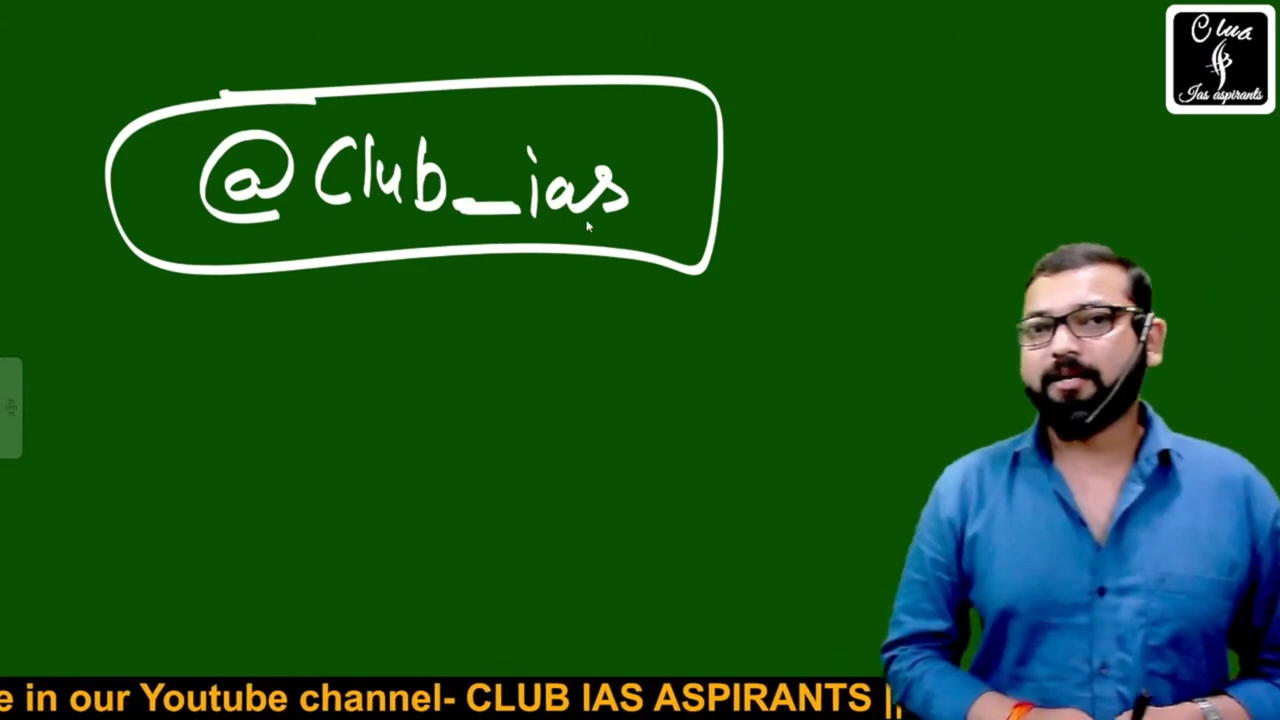 Club
Ias aspirants
@Club_ias
e in our Youtube channel- CLUB IAS ASPIRANTS ||